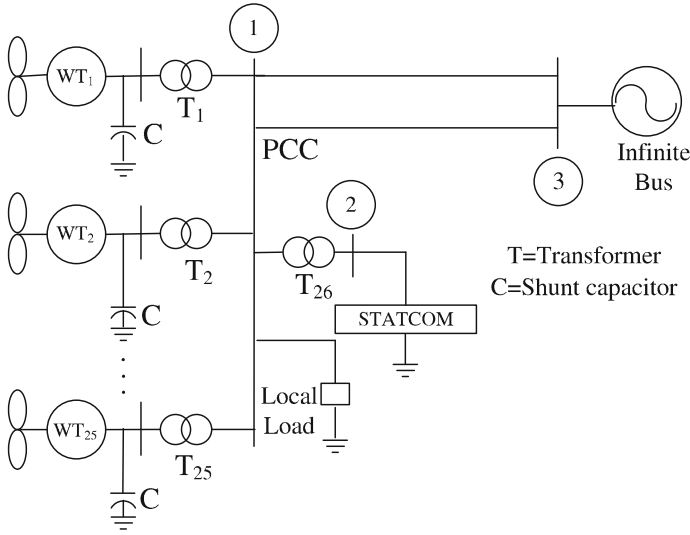 1
WT1
T1
C
PCC
Infinite
Bus
3
2
WT2
T2
C
T26
T=Transformer
C=Shunt capacitor
STATCOM
Local
Load
WT25
T25
C